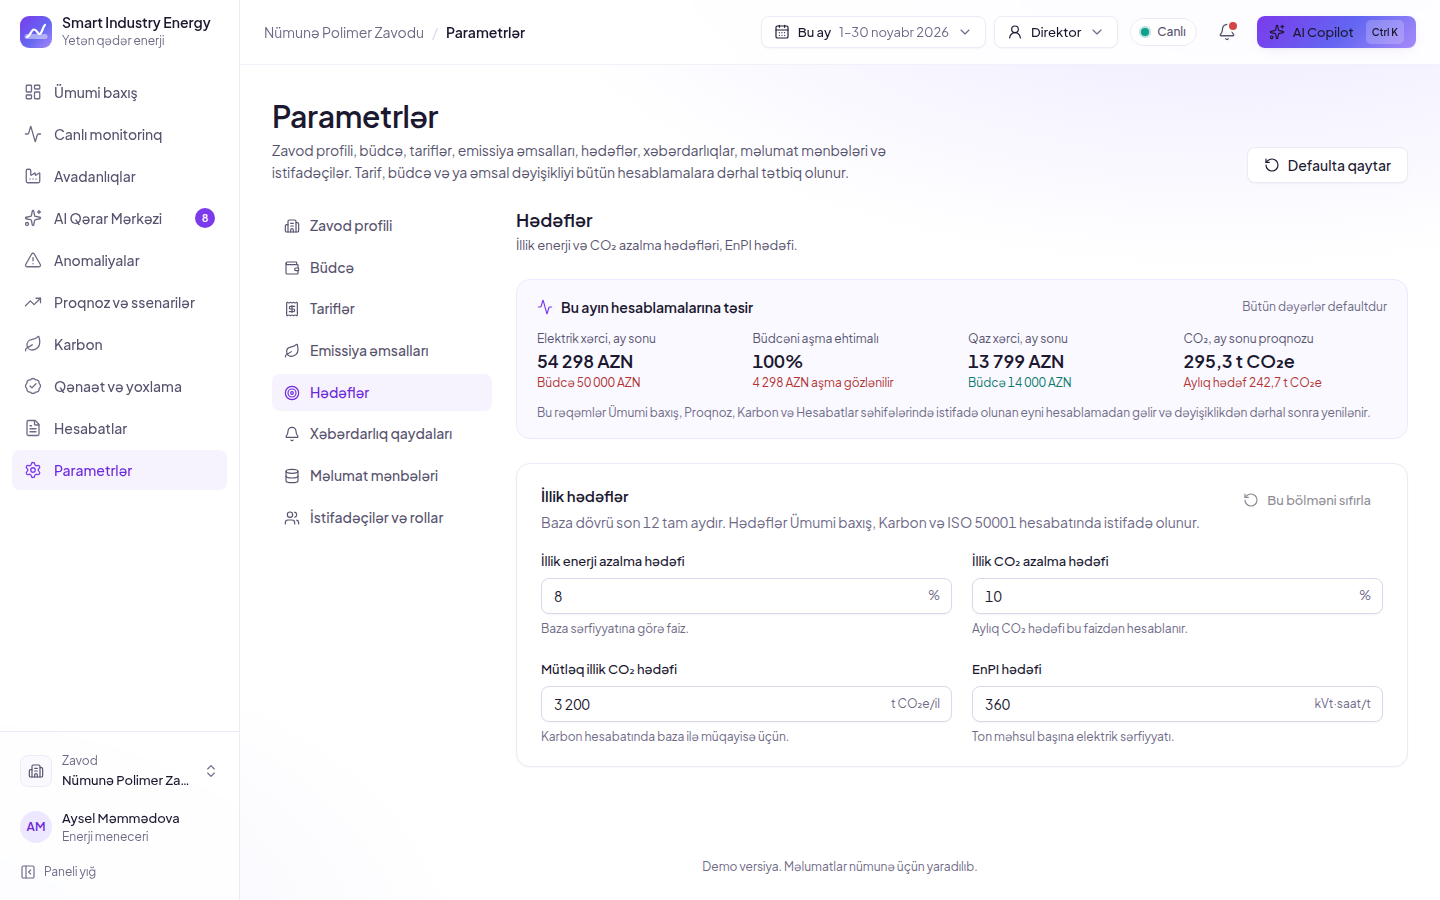 Smart Industry Energy
Yetən qədər enerji
Nümunə Polimer Zavodu / Parametrlər
Bu ay 1–30 noyabr 2026
Direktor
Canlı
AI Copilot Ctrl K
Ümumi baxış
Canlı monitorinq
Avadanlıqlar
AI Qərar Mərkəzi 8
Anomaliyalar
Proqnoz və ssenarilər
Karbon
Qənaət və yoxlama
Hesabatlar
Parametrlər
Zavod
Nümunə Polimer Za...
AM
Aysel Məmmədova
Enerji meneceri
Paneli yığ
Parametrlər
Zavod profili, büdcə, tariflər, emissiya əmsalları, hədəflər, xəbərdarlıqlar, məlumat mənbələri və
istifadəçilər. Tarif, büdcə və ya əmsal dəyişikliyi bütün hesablamalara dərhal tətbiq olunur.
Defaulta qaytar
Zavod profili
Büdcə
Tariflər
Emissiya əmsalları
Hədəflər
Xəbərdarlıq qaydaları
Məlumat mənbələri
İstifadəçilər və rollar
Hədəflər
İllik enerji və CO₂ azalma hədəfləri, EnPI hədəfi.
Bu ayın hesablamalarına təsir
Bütün dəyərlər defaultdur
Elektrik xərci, ay sonu
54 298 AZN
Büdcə 50 000 AZN
Büdcəni aşma ehtimalı
100%
4 298 AZN aşma gözlənilir
Qaz xərci, ay sonu
13 799 AZN
Büdcə 14 000 AZN
CO₂, ay sonu proqnozu
295,3 t CO₂e
Aylıq hədəf 242,7 t CO₂e
Bu rəqəmlər Ümumi baxış, Proqnoz, Karbon və Hesabatlar səhifələrində istifadə olunan eyni hesablamadan gəlir və dəyişiklikdən dərhal sonra yenilənir.
İllik hədəflər
Baza dövrü son 12 tam aydır. Hədəflər Ümumi baxış, Karbon və ISO 50001 hesabatında istifadə olunur.
Bu bölməni sıfırla
İllik enerji azalma hədəfi
8 %
Baza sərfiyyatına görə faiz.
İllik CO₂ azalma hədəfi
10 %
Aylıq CO₂ hədəfi bu faizdən hesablanır.
Mütləq illik CO₂ hədəfi
3 200 t CO₂e/il
Karbon hesabatında baza ilə müqayisə üçün.
EnPI hədəfi
360 kVt·saat/t
Ton məhsul başına elektrik sərfiyyatı.
Demo versiya. Məlumatlar nümunə üçün yaradılıb.